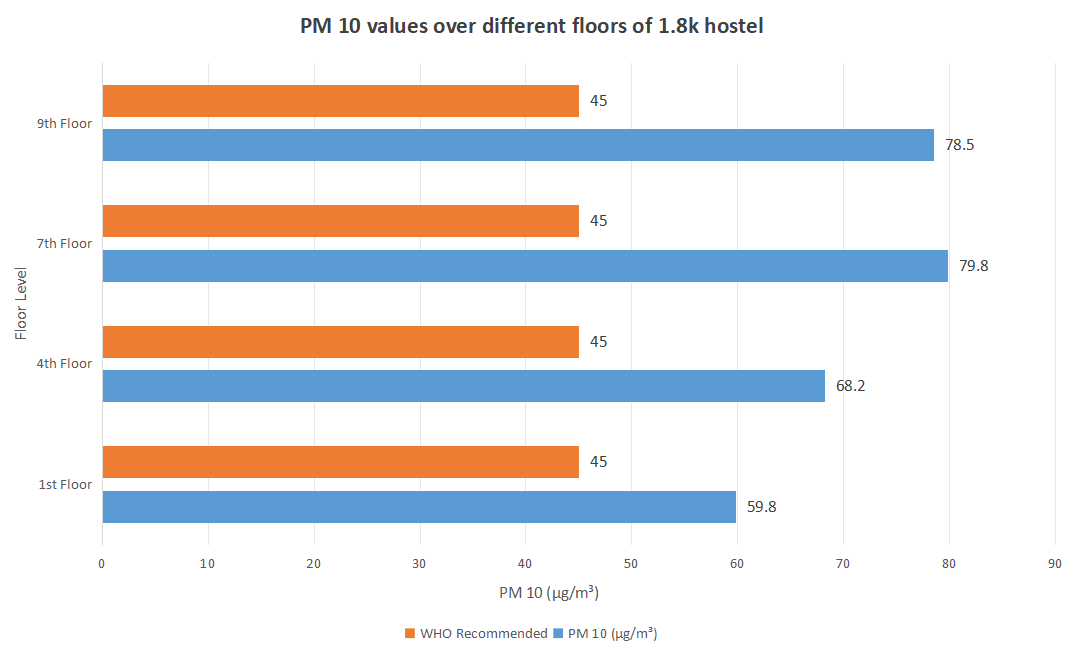 PM 10 values over different floors of 1.8k hostel
45
9th Floor
78.5
45
7th Floor
79.8
Floor Level
45
4th Floor
68.2
45
1st Floor
59.8
0 10 20 30 40 50 60 70 80 90
PM 10 (µg/m³)
WHO Recommended PM 10 (µg/m³)